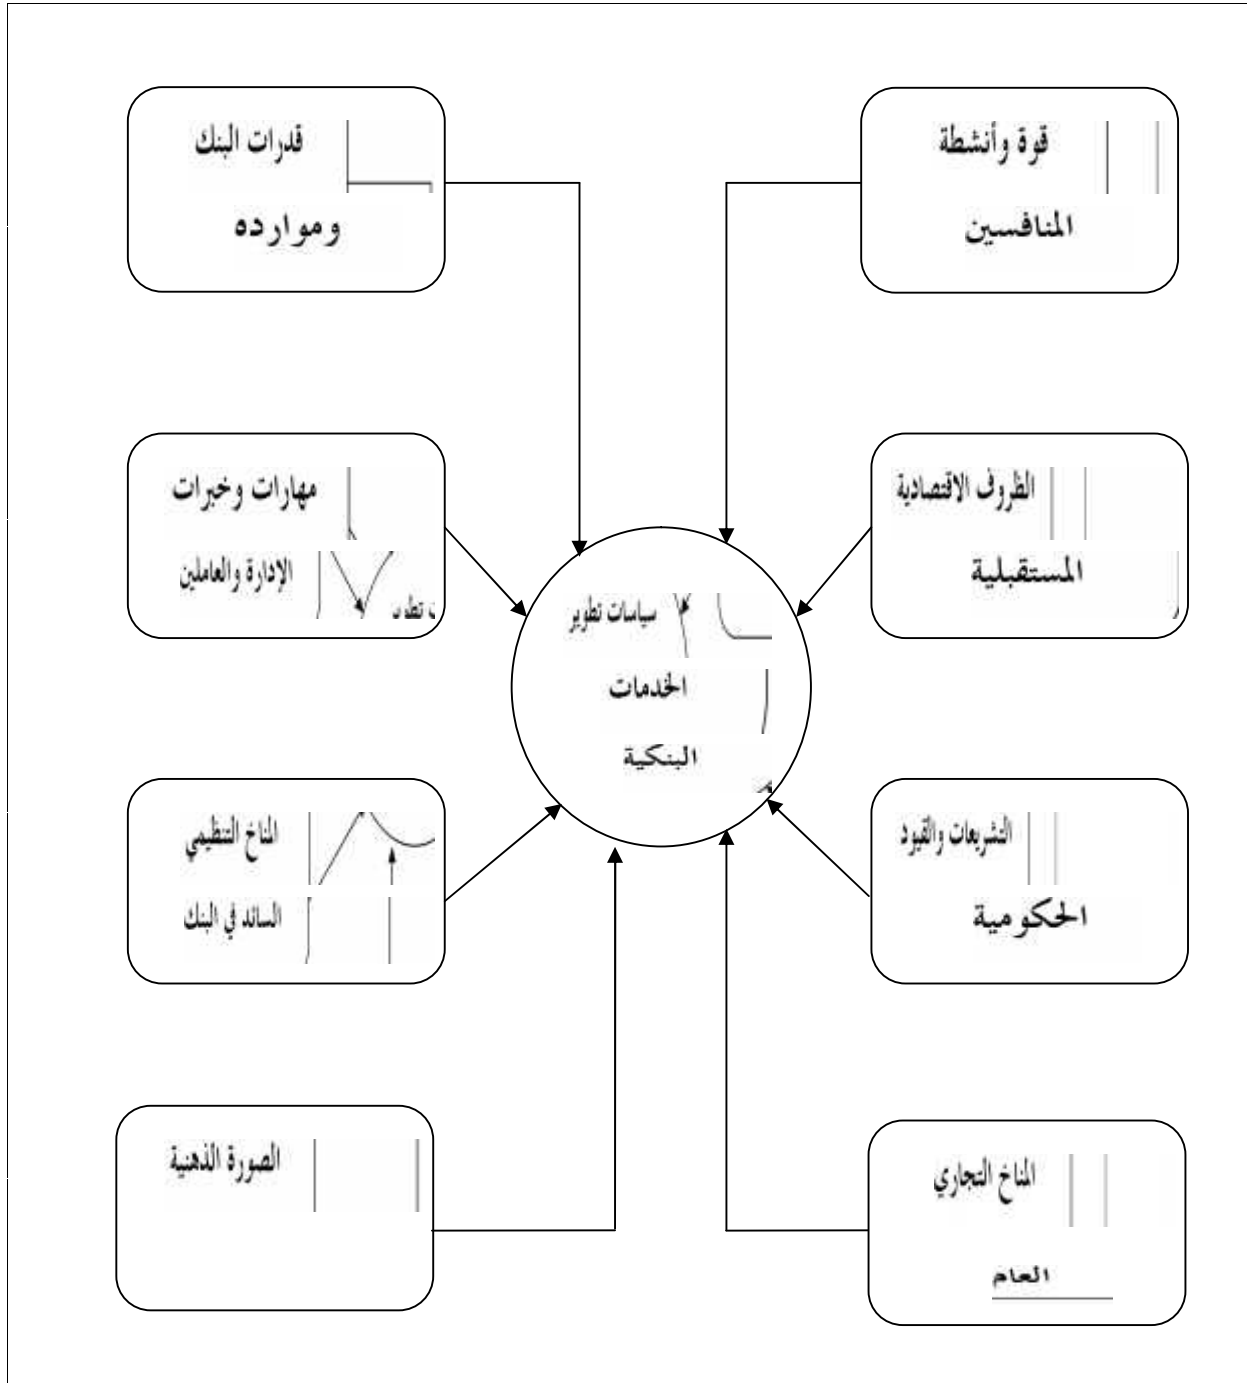 قوة وأنشطة
المنافسين
قدرات البنك
وموارده
الظروف الاقتصادية
المستقبلية
مهارات وخبرات
الإدارة والعاملين
سياسات تطوير
الخدمات
البنكية
التشريعات والقيود
الحكومية
المناخ التنظيمي
السائد في البنك
المناخ التجاري
العام
الصورة الذهنية